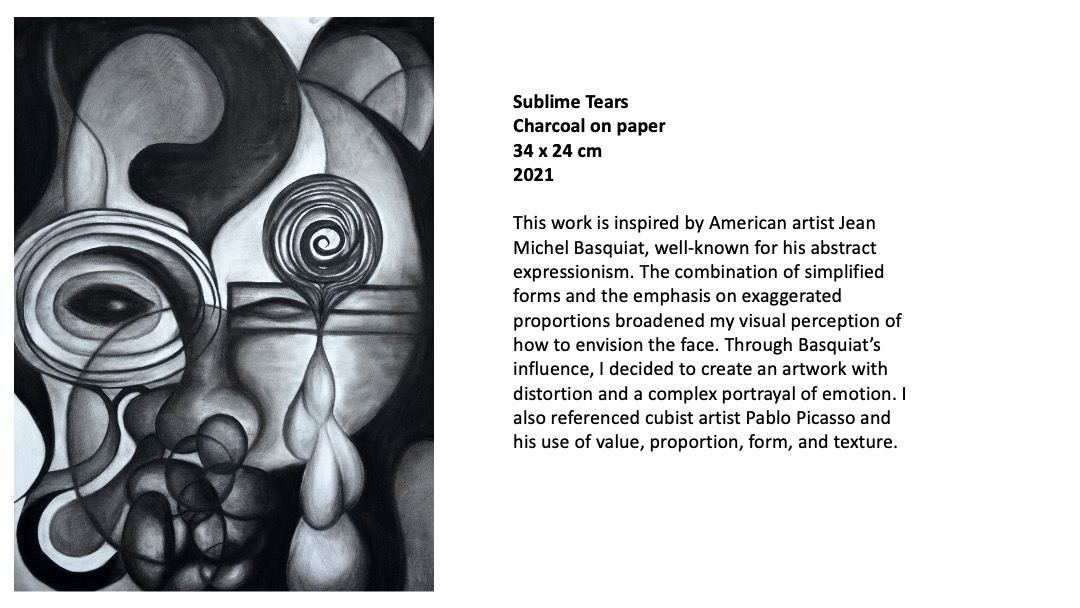 Sublime Tears
Charcoal on paper
34 x 24 cm
2021
This work is inspired by American artist Jean
Michel Basquiat, well-known for his abstract
expressionism. The combination of simplified
forms and the emphasis on exaggerated
proportions broadened my visual perception of
how to envision the face. Through Basquiat’s
influence, I decided to create an artwork with
distortion and a complex portrayal of emotion. I
also referenced cubist artist Pablo Picasso and
his use of value, proportion, form, and texture.